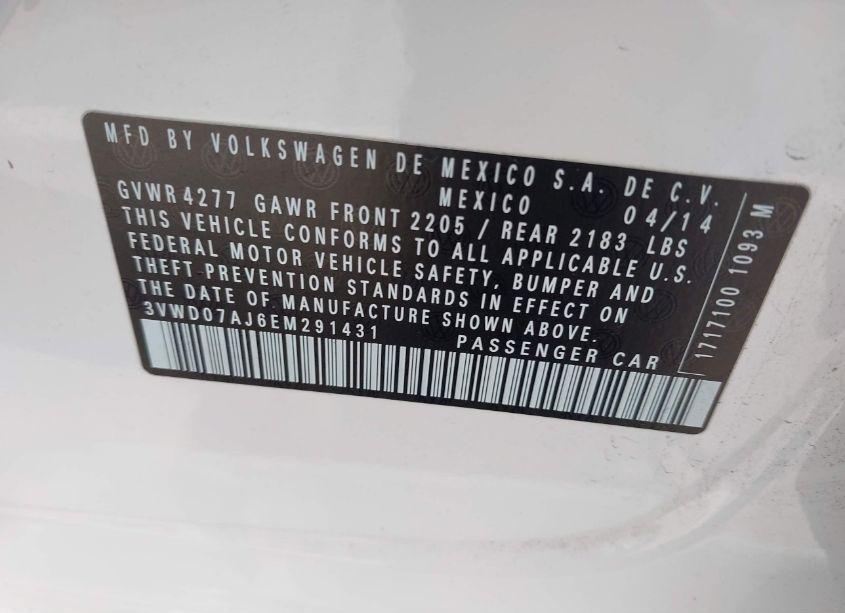 MFD BY VOLKSWAGEN DE MEXICO S.A. DE C.V.
MEXICO 04/14
GVWR 4277 GAWR FRONT 2205 / REAR 2183 LBS
THIS VEHICLE CONFORMS TO ALL APPLICABLE U.S.
FEDERAL MOTOR VEHICLE SAFETY, BUMPER AND
THEFT-PREVENTION STANDARDS IN EFFECT ON
THE DATE OF MANUFACTURE SHOWN ABOVE.
3VWD07AJ6EM291431 PASSENGER CAR
1717100 1093 M